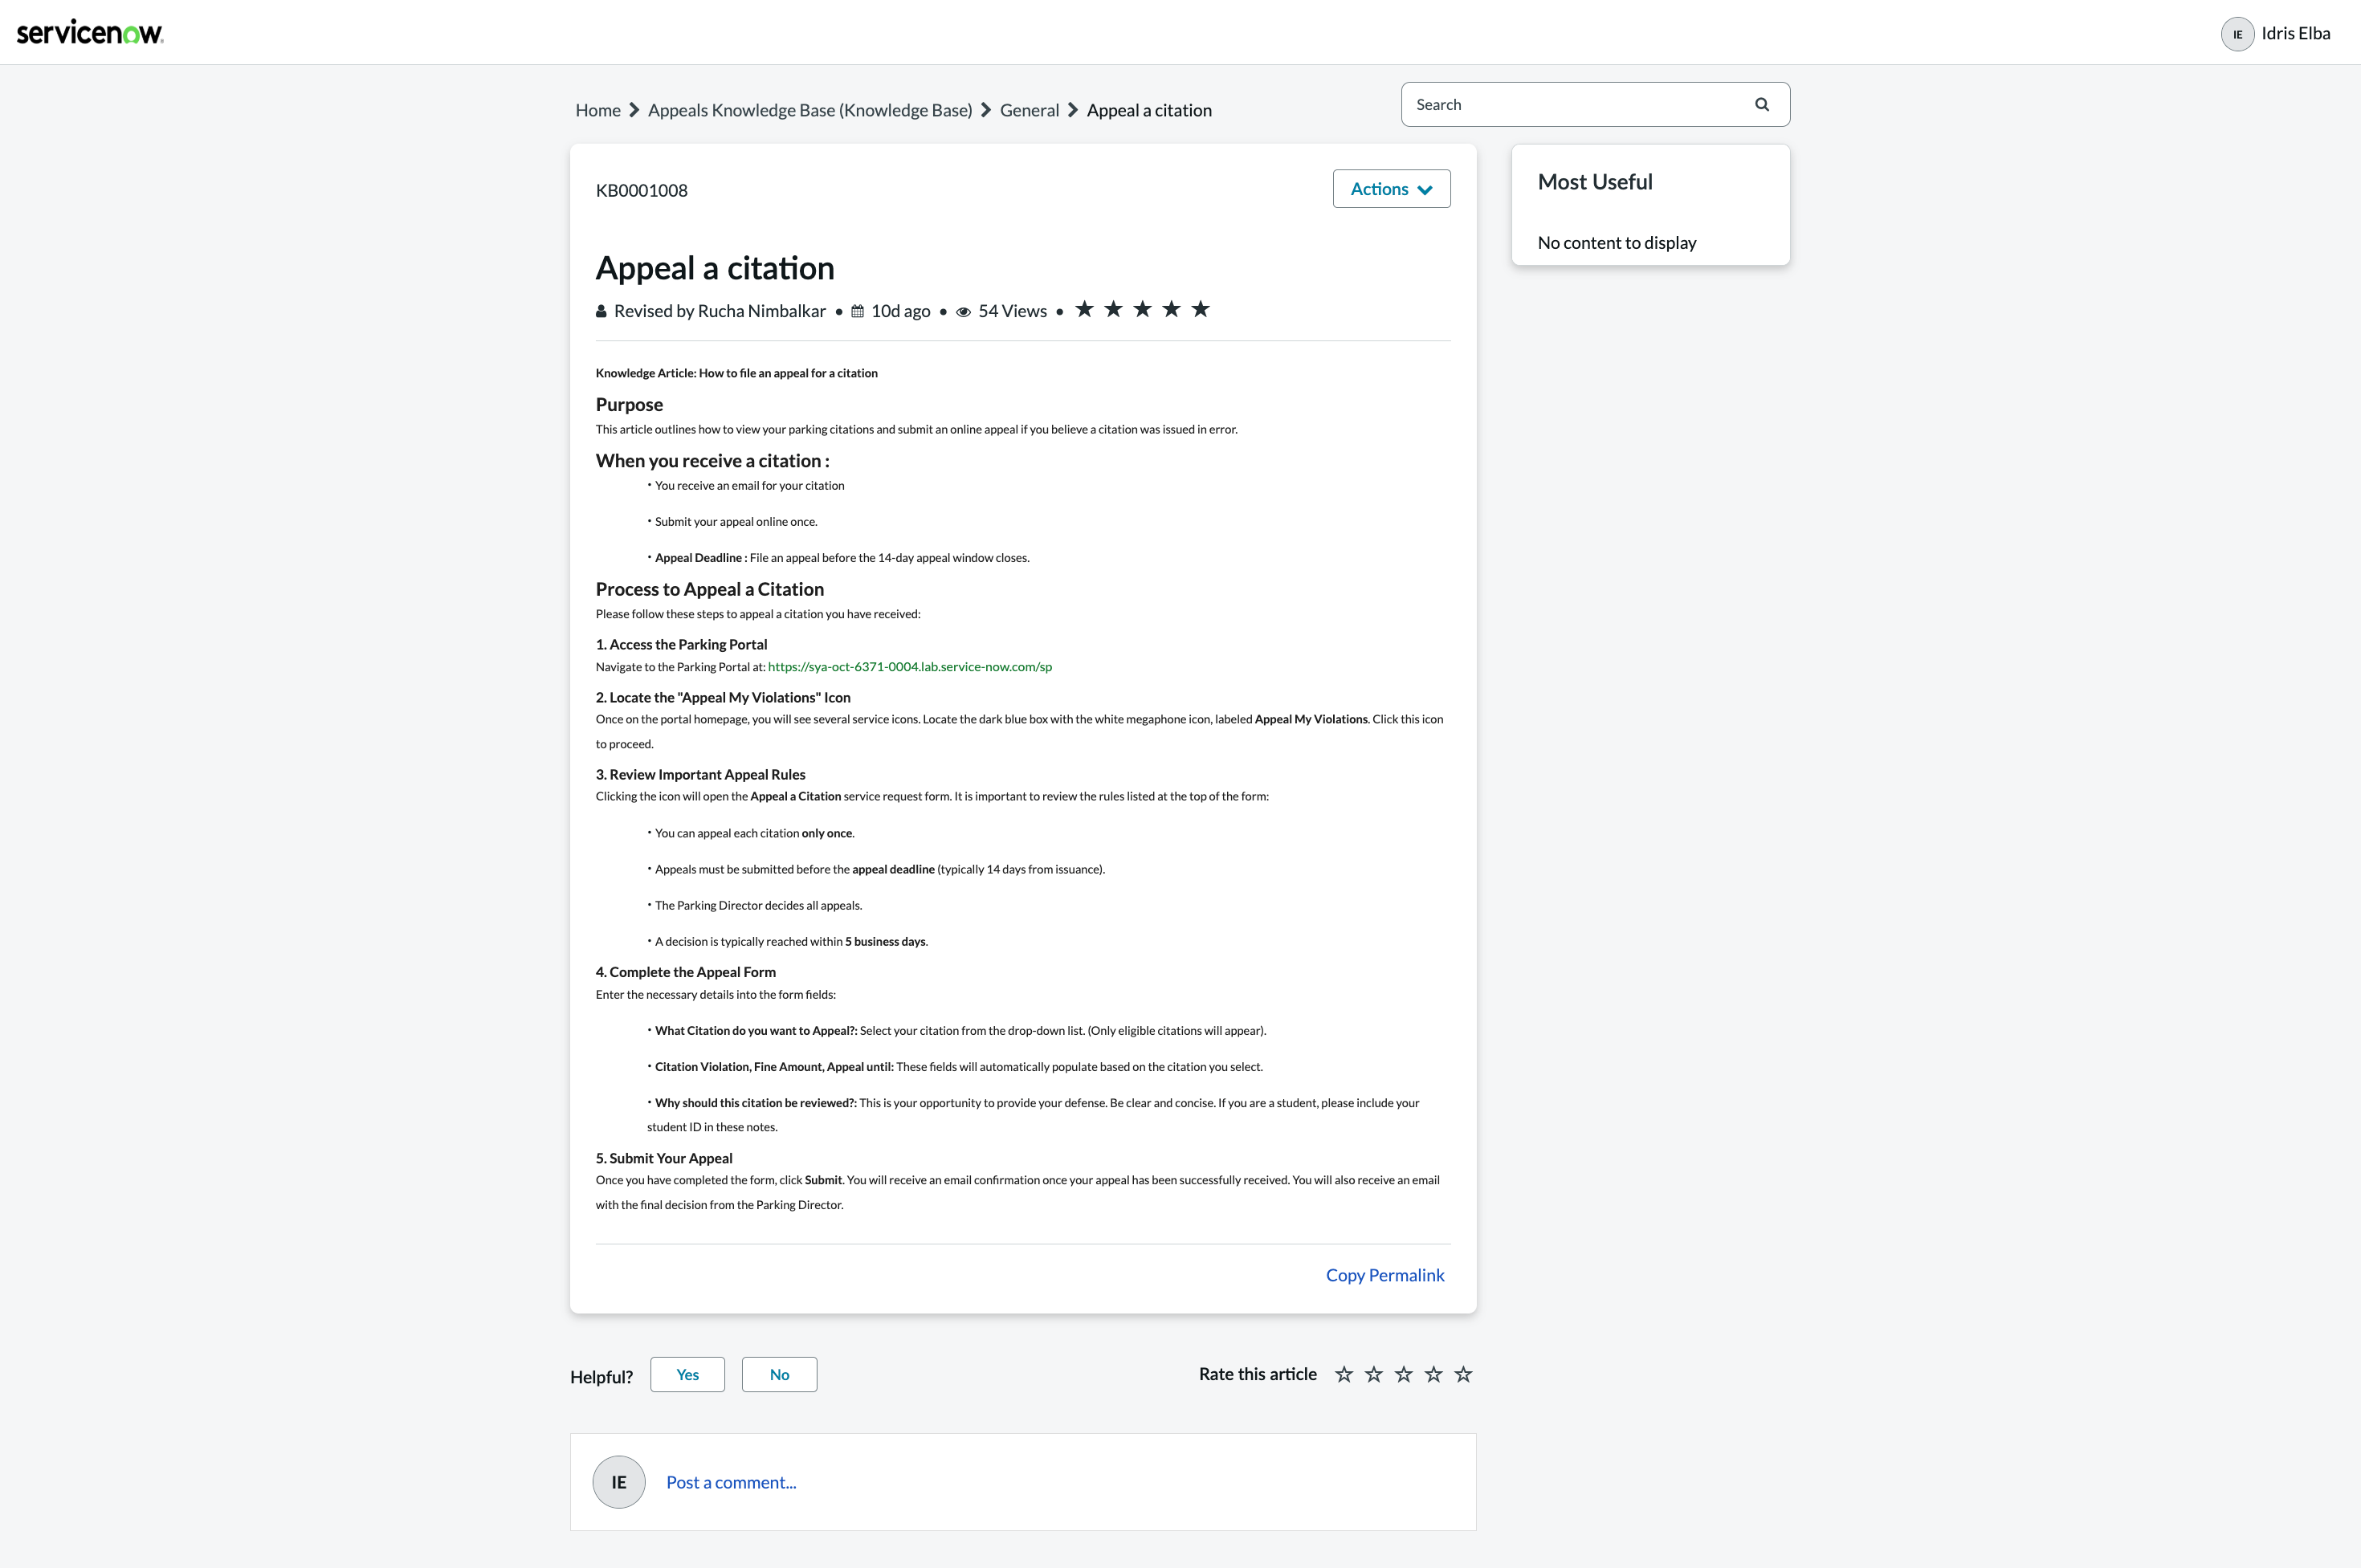 servicenow.
IE Idris Elba
Home > Appeals Knowledge Base (Knowledge Base) > General > Appeal a citation
Search
KB0001008
Actions
Most Useful
No content to display
Appeal a citation
Revised by Rucha Nimbalkar • 10d ago • 54 Views • ★ ★ ★ ★ ★
Knowledge Article: How to file an appeal for a citation
Purpose
This article outlines how to view your parking citations and submit an online appeal if you believe a citation was issued in error.
When you receive a citation :
• You receive an email for your citation
• Submit your appeal online once.
• Appeal Deadline : File an appeal before the 14-day appeal window closes.
Process to Appeal a Citation
Please follow these steps to appeal a citation you have received:
1. Access the Parking Portal
Navigate to the Parking Portal at: https://sya-oct-6371-0004.lab.service-now.com/sp
2. Locate the "Appeal My Violations" Icon
Once on the portal homepage, you will see several service icons. Locate the dark blue box with the white megaphone icon, labeled Appeal My Violations. Click this icon
to proceed.
3. Review Important Appeal Rules
Clicking the icon will open the Appeal a Citation service request form. It is important to review the rules listed at the top of the form:
• You can appeal each citation only once.
• Appeals must be submitted before the appeal deadline (typically 14 days from issuance).
• The Parking Director decides all appeals.
• A decision is typically reached within 5 business days.
4. Complete the Appeal Form
Enter the necessary details into the form fields:
• What Citation do you want to Appeal?: Select your citation from the drop-down list. (Only eligible citations will appear).
• Citation Violation, Fine Amount, Appeal until: These fields will automatically populate based on the citation you select.
• Why should this citation be reviewed?: This is your opportunity to provide your defense. Be clear and concise. If you are a student, please include your
student ID in these notes.
5. Submit Your Appeal
Once you have completed the form, click Submit. You will receive an email confirmation once your appeal has been successfully received. You will also receive an email
with the final decision from the Parking Director.
Copy Permalink
Helpful? Yes No
Rate this article ☆ ☆ ☆ ☆ ☆
IE Post a comment...